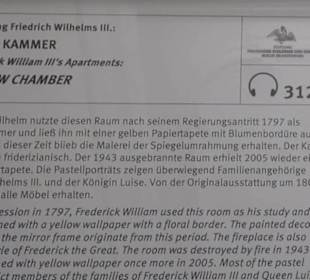 g Friedrich Wilhelms III.:
KAMMER
k William III's Apartments:
W CHAMBER
312
ilhelm nutzte diesen Raum nach seinem Regierungsantritt 1797 als
mer und ließ ihn mit einer gelben Papiertapete mit Blumenbordüre au
dieser Zeit blieb die Malerei der Spiegelumrahmung erhalten. Der Ka
friderizianisch. Der 1943 ausgebrannte Raum erhielt 2005 wieder ei
rtapete. Die Pastellporträts zeigen überwiegend Familienangehörige
helms III. und der Königin Luise. Von der Originalausstattung um 180
alle Möbel erhalten.
ession in 1797, Frederick William used this room as his study and
ned with a yellow wallpaper with a floral border. The painted deco
the mirror frame originate from this period. The fireplace is also
le of Frederick the Great. The room was destroyed by fire in 1943
ned with yellow wallpaper once more in 2005. Most of the pastel
ict members of the families of Frederick William III and Queen Lui